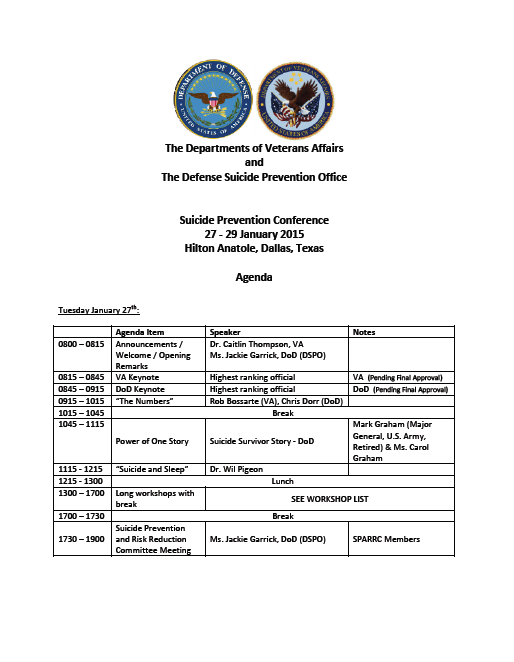 DEPARTMENT OF DEFENSE
UNITED STATES OF AMERICA
DEPARTMENT OF VETERANS AFFAIRS
UNITED STATES OF AMERICA
The Departments of Veterans Affairs
and
The Defense Suicide Prevention Office
Suicide Prevention Conference
27 - 29 January 2015
Hilton Anatole, Dallas, Texas
Agenda
Tuesday January 27th:
Agenda Item Speaker Notes
0800 – 0815 Announcements / Welcome / Opening Remarks Dr. Caitlin Thompson, VA Ms. Jackie Garrick, DoD (DSPO)
0815 – 0845 VA Keynote Highest ranking official VA (Pending Final Approval)
0845 – 0915 DoD Keynote Highest ranking official DoD (Pending Final Approval)
0915 – 1015 “The Numbers” Rob Bossarte (VA), Chris Dorr (DoD)
1015 – 1045 Break
1045 – 1115 Power of One Story Suicide Survivor Story - DoD Mark Graham (Major General, U.S. Army, Retired) & Ms. Carol Graham
1115 - 1215 “Suicide and Sleep” Dr. Wil Pigeon
1215 - 1300 Lunch
1300 – 1700 Long workshops with break SEE WORKSHOP LIST
1700 – 1730 Break
1730 – 1900 Suicide Prevention and Risk Reduction Committee Meeting Ms. Jackie Garrick, DoD (DSPO) SPARRC Members